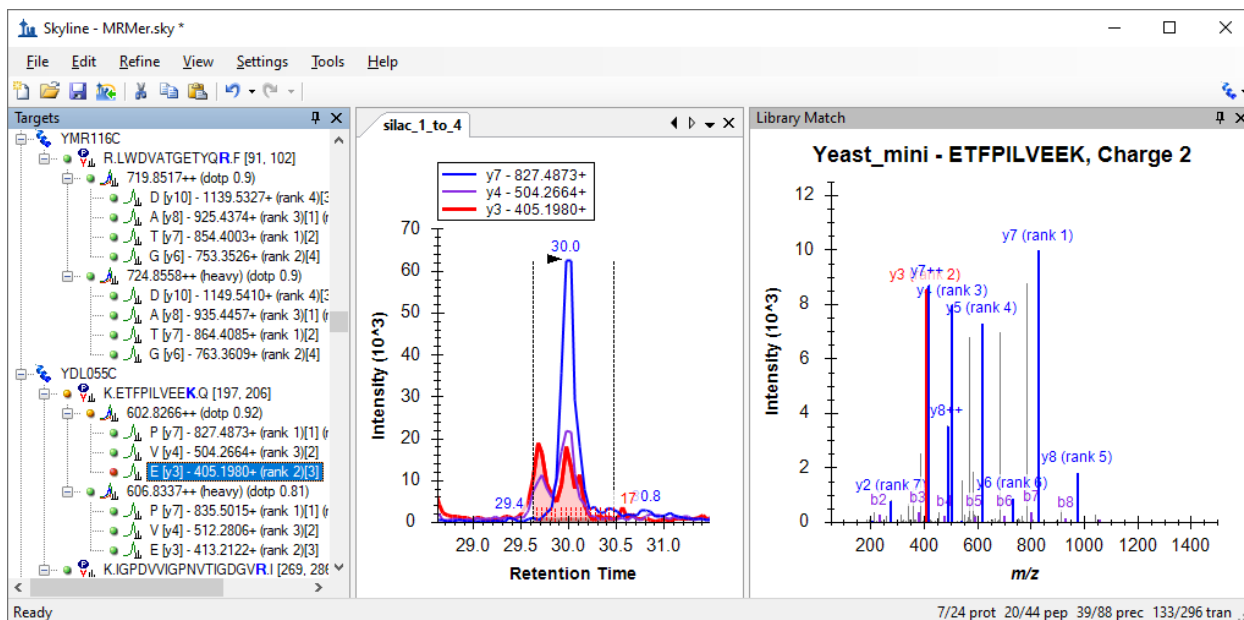 Skyline - MRMer.sky *
File Edit Refine View Settings Tools Help
Targets
YMR116C
R.LWDVATGETYQR.F [91, 102]
719.8517++ (dotp 0.9)
D [y10] - 1139.5327+ (rank 4)[3
A [y8] - 925.4374+ (rank 3)[1] (r
T [y7] - 854.4003+ (rank 1)[2]
G [y6] - 753.3526+ (rank 2)[4]
724.8558++ (heavy) (dotp 0.9)
D [y10] - 1149.5410+ (rank 4)[3
A [y8] - 935.4457+ (rank 3)[1] (r
T [y7] - 864.4085+ (rank 1)[2]
G [y6] - 763.3609+ (rank 2)[4]
YDL055C
K.ETFPILVEEK.Q [197, 206]
602.8266++ (dotp 0.92)
P [y7] - 827.4873+ (rank 1)[1] (r
V [y4] - 504.2664+ (rank 3)[2]
E [y3] - 405.1980+ (rank 2)[3]
606.8337++ (heavy) (dotp 0.81)
P [y7] - 835.5015+ (rank 1)[1] (r
V [y4] - 512.2806+ (rank 3)[2]
E [y3] - 413.2122+ (rank 2)[3]
K.IGPDVVIGPNVTIGDGVR.I [269, 286
silac_1_to_4
y7 - 827.4873+
y4 - 504.2664+
y3 - 405.1980+
Intensity (10^3)
70
60
50
40
30
20
10
0
30.0
29.4
17
29.0 29.5 30.0 30.5 31.0
Retention Time
Library Match
Yeast_mini - ETFPILVEEK, Charge 2
Intensity (10^3)
12
10
8
6
4
2
0
y7 (rank 1)
y7++
y4 (rank 3)
y5 (rank 4)
y8++
y8 (rank 5)
y2 (rank 7)
y6 (rank 6)
b2 b3 b4 b5 b6 b7 b8
200 400 600 800 1000 1200 1400
m/z
Ready
7/24 prot 20/44 pep 39/88 prec 133/296 tran